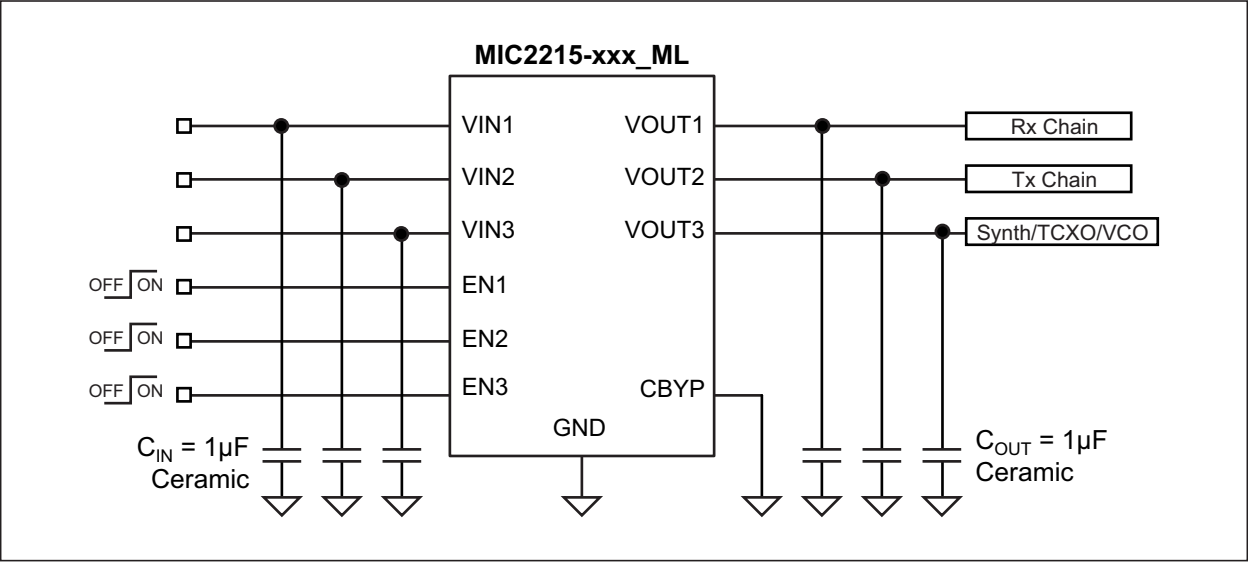 MIC2215-xxx_ML
VIN1
VOUT1
Rx Chain
VIN2
VOUT2
Tx Chain
VIN3
VOUT3
Synth/TCXO/VCO
OFF ON
EN1
OFF ON
EN2
OFF ON
EN3
CBYP
GND
CIN = 1µF
Ceramic
COUT = 1µF
Ceramic